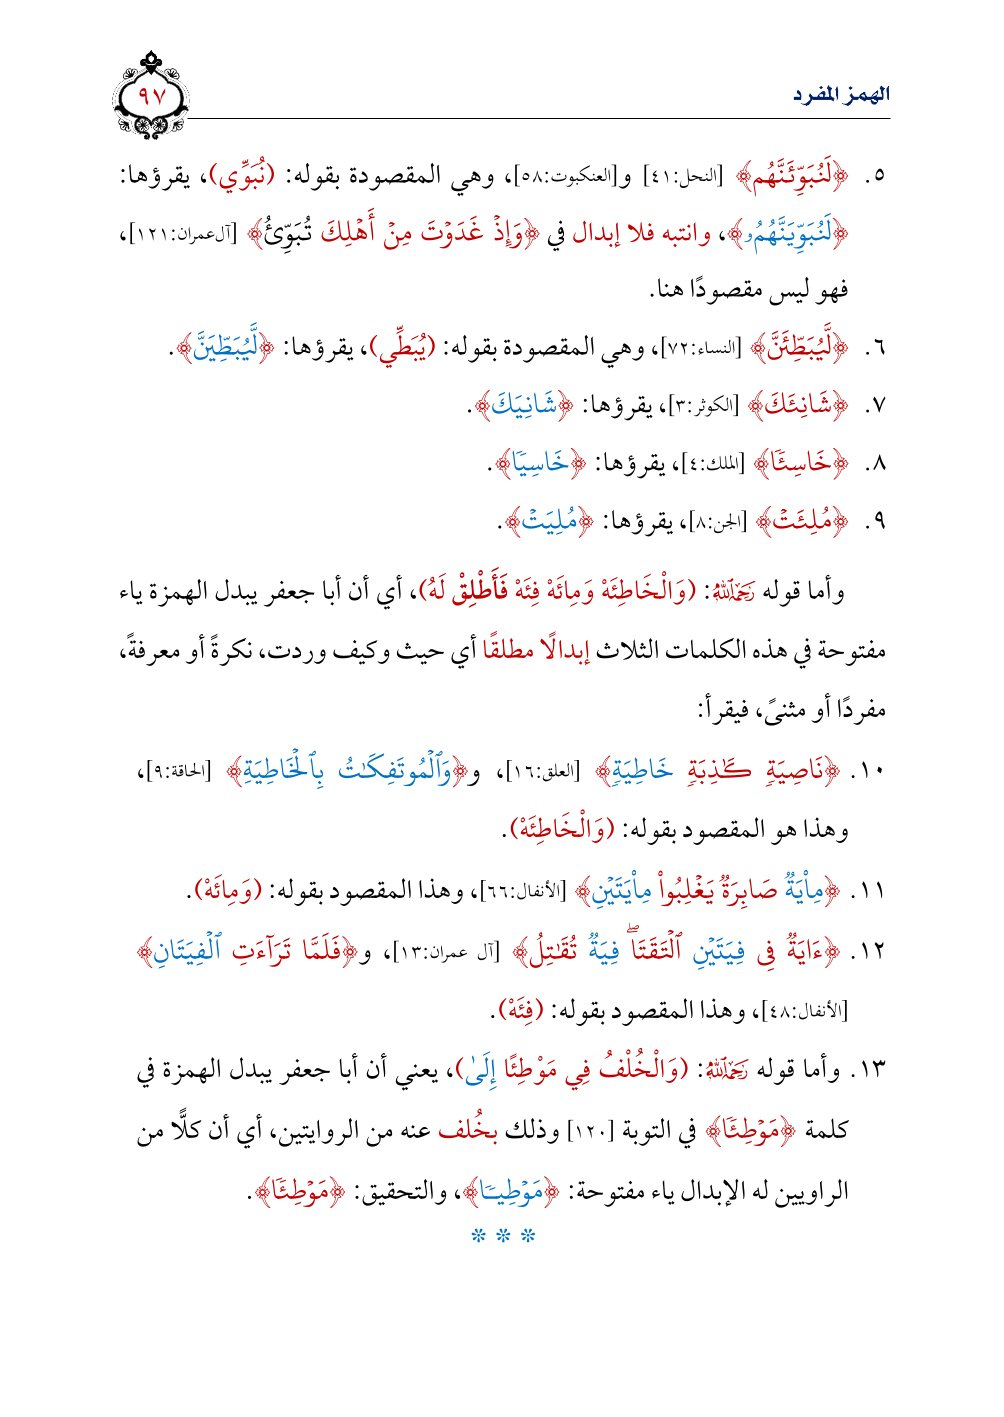 الهمز المفرد
٩٧
٥. ﴿لَنُبَوِّئَنَّهُم﴾ [النحل:٤١] و[العنكبوت:٥٨]، وهي المقصودة بقوله: (نُبَوِّي)، يقرؤها:
﴿لَنُبَوِّيَنَّهُمُۥ﴾، وانتبه فلا إبدال في ﴿وَإِذۡ غَدَوۡتَ مِنۡ أَهۡلِكَ تُبَوِّئُ﴾ [آل عمران:١٢١]،
فهو ليس مقصودًا هنا.
٦. ﴿لَّيُبَطِّئَنَّ﴾ [النساء:٧٢]، وهي المقصودة بقوله: (يُبَطِّي)، يقرؤها: ﴿لَّيُبَطِّيَنَّ﴾.
٧. ﴿شَانِئَكَ﴾ [الكوثر:٣]، يقرؤها: ﴿شَانِيَكَ﴾.
٨. ﴿خَاسِئٗا﴾ [الملك:٤]، يقرؤها: ﴿خَاسِيٗا﴾.
٩. ﴿مُلِئَتۡ﴾ [الجن:٨]، يقرؤها: ﴿مُلِيَتۡ﴾.
وأما قوله رَحِمَهُ اللَّهُ: (وَالْخَاطِئَهْ وَمِائَهْ فِئَهْ فَأَطْلِقْ لَهُ)، أي أن أبا جعفر يبدل الهمزة ياء
مفتوحة في هذه الكلمات الثلاث إبدالًا مطلقًا أي حيث وكيف وردت، نكرةً أو معرفةً،
مفردًا أو مثنىً، فيقرأ:
١٠. ﴿نَاصِيَةٖ كَٰذِبَةٍ خَاطِيَةٖ﴾ [العلق:١٦]، و﴿وَٱلۡمُوتَفِكَٰتُ بِٱلۡخَاطِيَةِ﴾ [الحاقة:٩]،
وهذا هو المقصود بقوله: (وَالْخَاطِئَهْ).
١١. ﴿مِاْيَةٞ صَابِرَةٞ يَغۡلِبُواْ مِاْيَتَيۡنِ﴾ [الأنفال:٦٦]، وهذا المقصود بقوله: (وَمِائَهْ).
١٢. ﴿ءَايَةٞ فِي فِيَتَيۡنِ ٱلۡتَقَتَاۖ فِيَةٞ تُقَٰتِلُ﴾ [آل عمران:١٣]، و﴿فَلَمَّا تَرَآءَتِ ٱلۡفِيَتَانِ﴾
[الأنفال:٤٨]، وهذا المقصود بقوله: (فِئَهْ).
١٣. وأما قوله رَحِمَهُ اللَّهُ: (وَالْخُلْفُ فِي مَوْطِئًا إِلَىٰ)، يعني أن أبا جعفر يبدل الهمزة في
كلمة ﴿مَوۡطِئٗا﴾ في التوبة [١٢٠] وذلك بخُلف عنه من الروايتين، أي أن كلًّا من
الراويين له الإبدال ياء مفتوحة: ﴿مَوۡطِيٗا﴾، والتحقيق: ﴿مَوۡطِئٗا﴾.
* * *